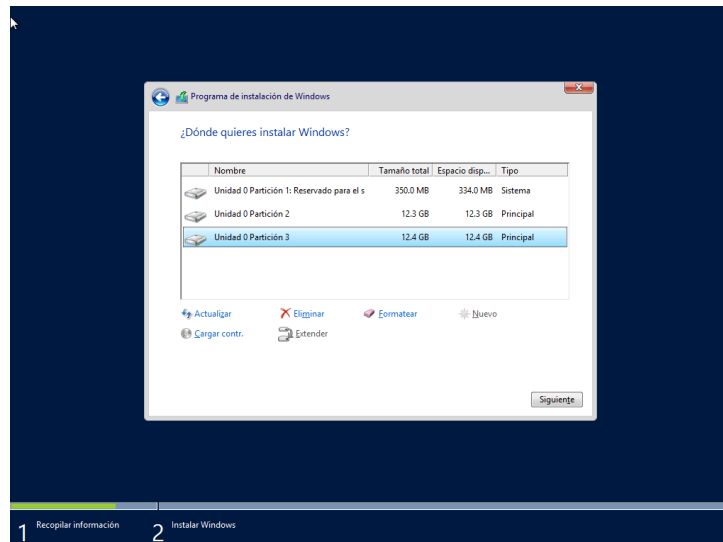 Programa de instalación de Windows
¿Dónde quieres instalar Windows?
Nombre Tamaño total Espacio disp... Tipo
Unidad 0 Partición 1: Reservado para el s 350.0 MB 334.0 MB Sistema
Unidad 0 Partición 2 12.3 GB 12.3 GB Principal
Unidad 0 Partición 3 12.4 GB 12.4 GB Principal
Actualizar Eliminar Formatear Nuevo
Cargar contr. Extender
Siguiente
1 Recopilar información 2 Instalar Windows